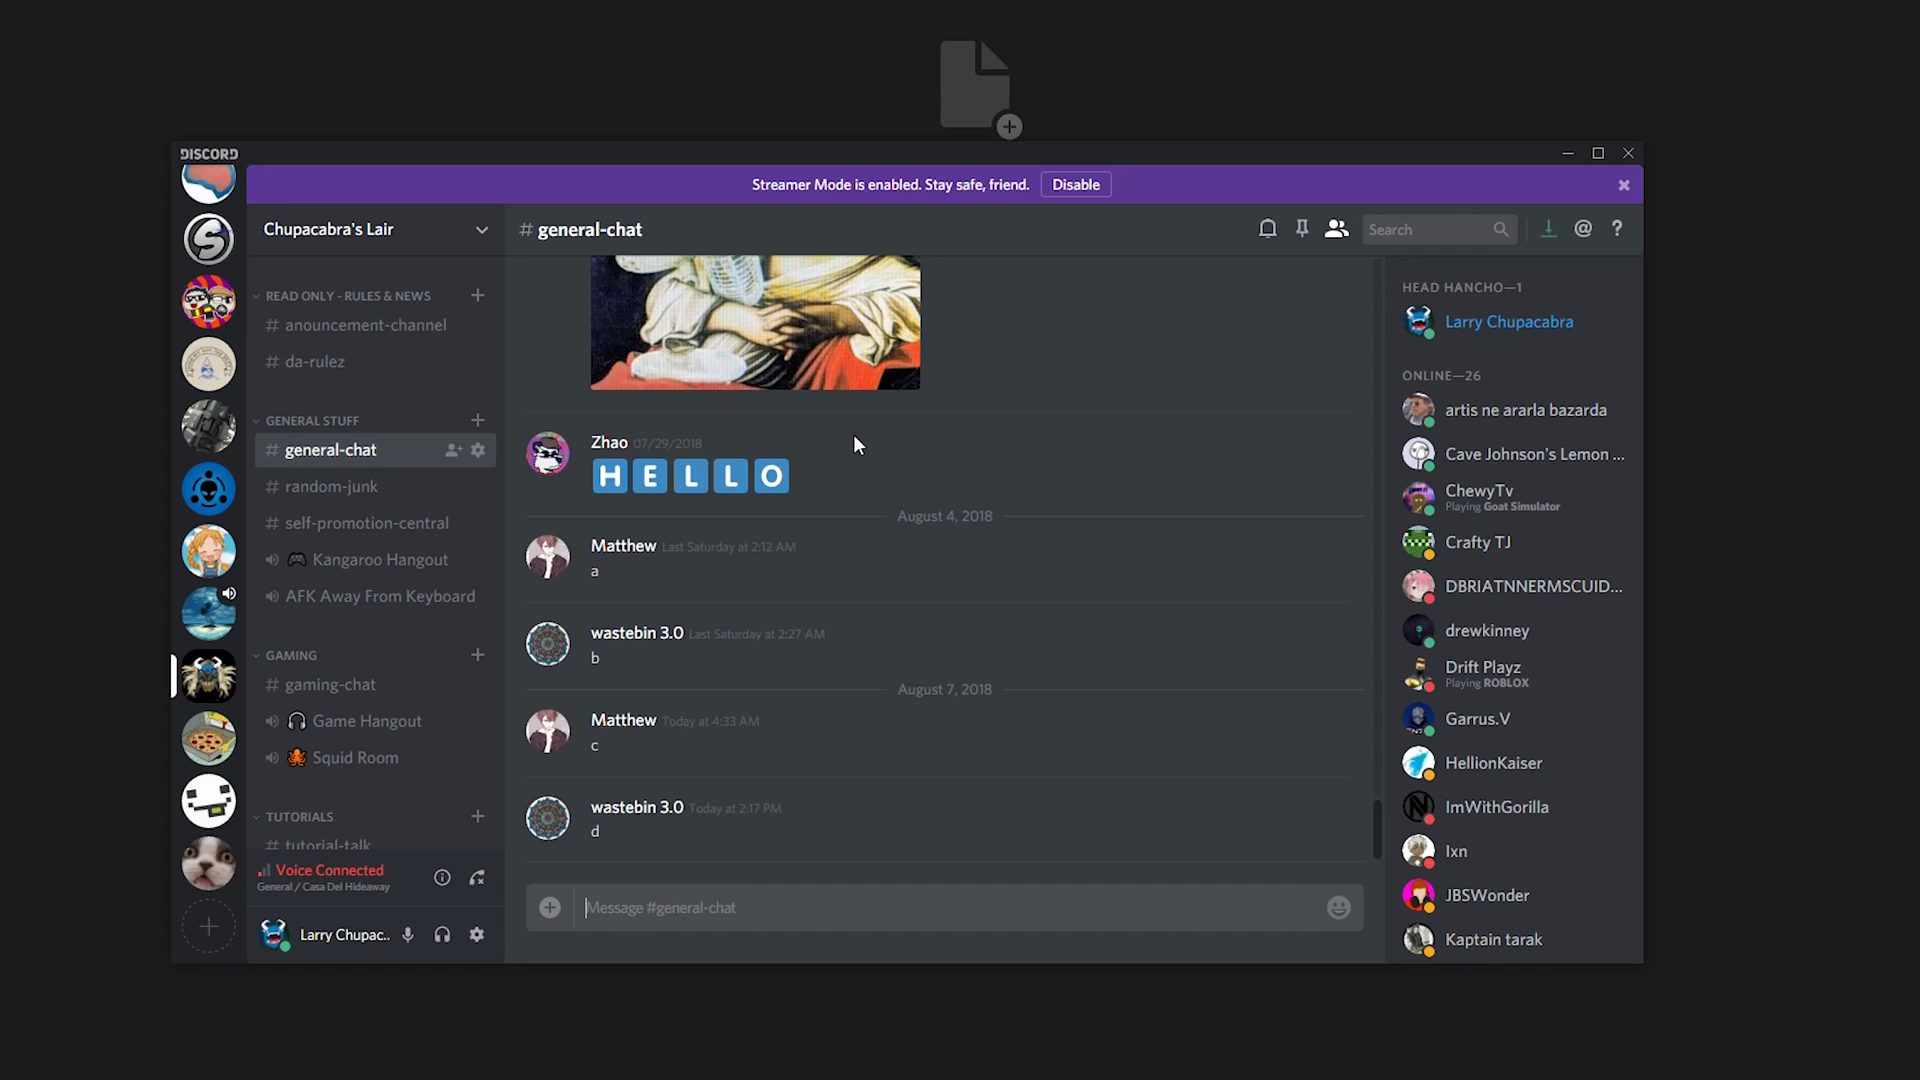 DISCORD
Streamer Mode is enabled. Stay safe, friend. Disable
Chupacabra's Lair
# general-chat
Search
READ ONLY - RULES & NEWS
# anouncement-channel
# da-rulez
GENERAL STUFF
# general-chat
# random-junk
# self-promotion-central
Kangaroo Hangout
AFK Away From Keyboard
GAMING
# gaming-chat
Game Hangout
Squid Room
TUTORIALS
# tutorial-talk
Voice Connected
General / Casa Del Hideaway
Larry Chupac..
Zhao 07/29/2018
H E L L O
August 4, 2018
Matthew Last Saturday at 2:12 AM
a
wastebin 3.0 Last Saturday at 2:27 AM
b
August 7, 2018
Matthew Today at 4:33 AM
c
wastebin 3.0 Today at 2:17 PM
d
Message #general-chat
HEAD HANCHO—1
Larry Chupacabra
ONLINE—26
artis ne ararla bazarda
Cave Johnson's Lemon ...
ChewyTv
Playing Goat Simulator
Crafty TJ
DBRIATNNERMSCUID...
drewkinney
Drift Playz
Playing ROBLOX
Garrus.V
HellionKaiser
ImWithGorilla
Ixn
JBSWonder
Kaptain tarak